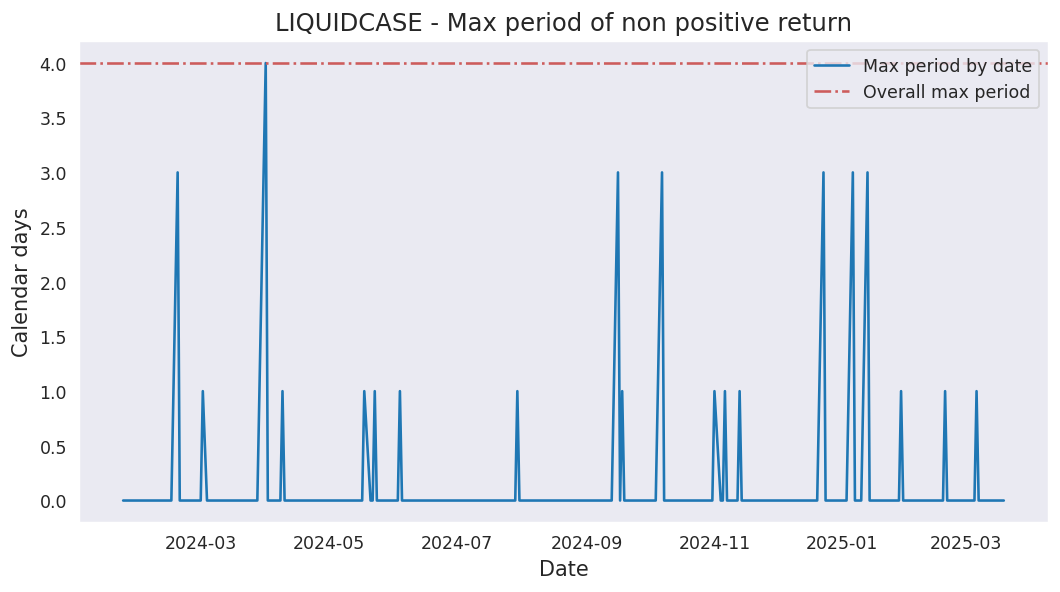 LIQUIDCASE - Max period of non positive return
Max period by date
Overall max period
Calendar days
4.0
3.5
3.0
2.5
2.0
1.5
1.0
0.5
0.0
2024-03 2024-05 2024-07 2024-09 2024-11 2025-01 2025-03
Date